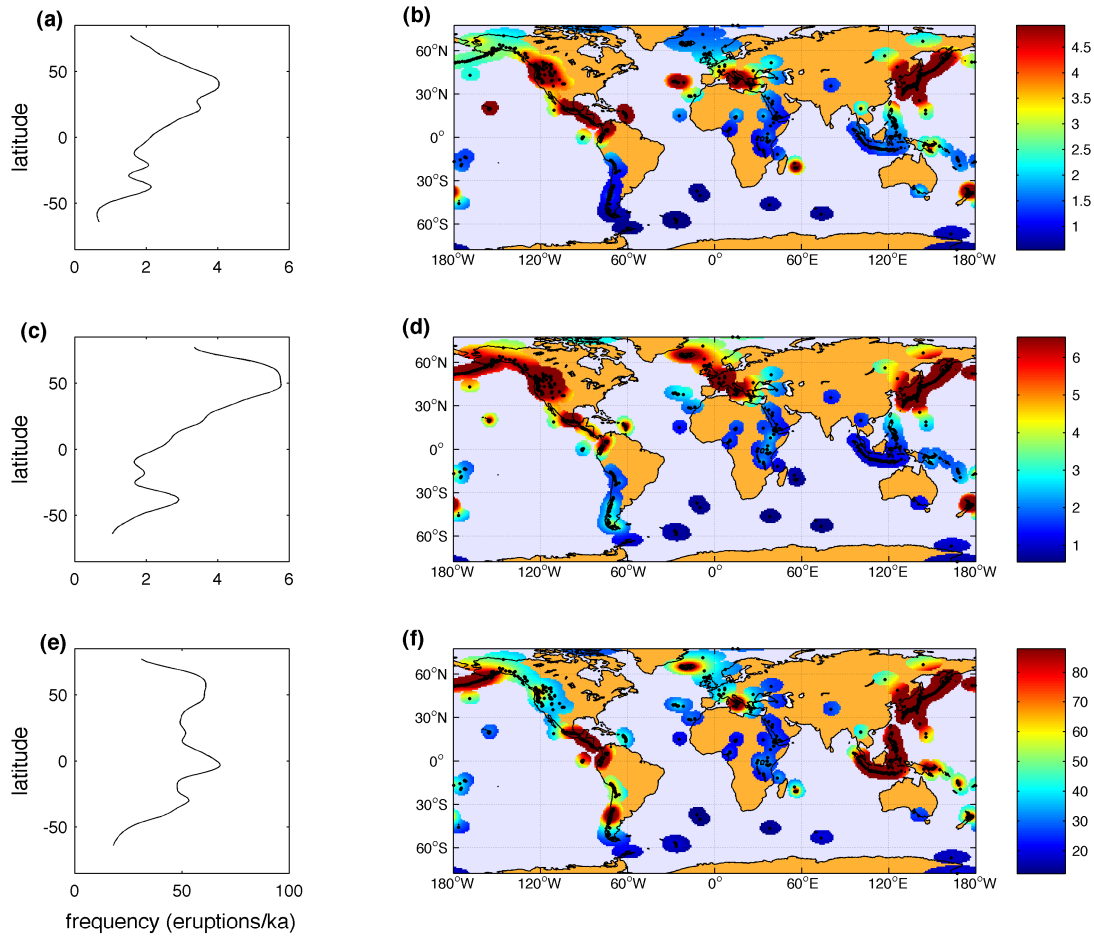 (a)
(b)
latitude
50
0
-50
0
2
4
6
60°N
30°N
0°
30°S
60°S
180°W
120°W
60°W
0°
60°E
120°E
180°W
4.5
4
3.5
3
2.5
2
1.5
1
(c)
(d)
latitude
50
0
-50
0
2
4
6
60°N
30°N
0°
30°S
60°S
180°W
120°W
60°W
0°
60°E
120°E
180°W
6
5
4
3
2
1
(e)
(f)
latitude
50
0
-50
0
50
100
frequency (eruptions/ka)
60°N
30°N
0°
30°S
60°S
180°W
120°W
60°W
0°
60°E
120°E
180°W
80
70
60
50
40
30
20